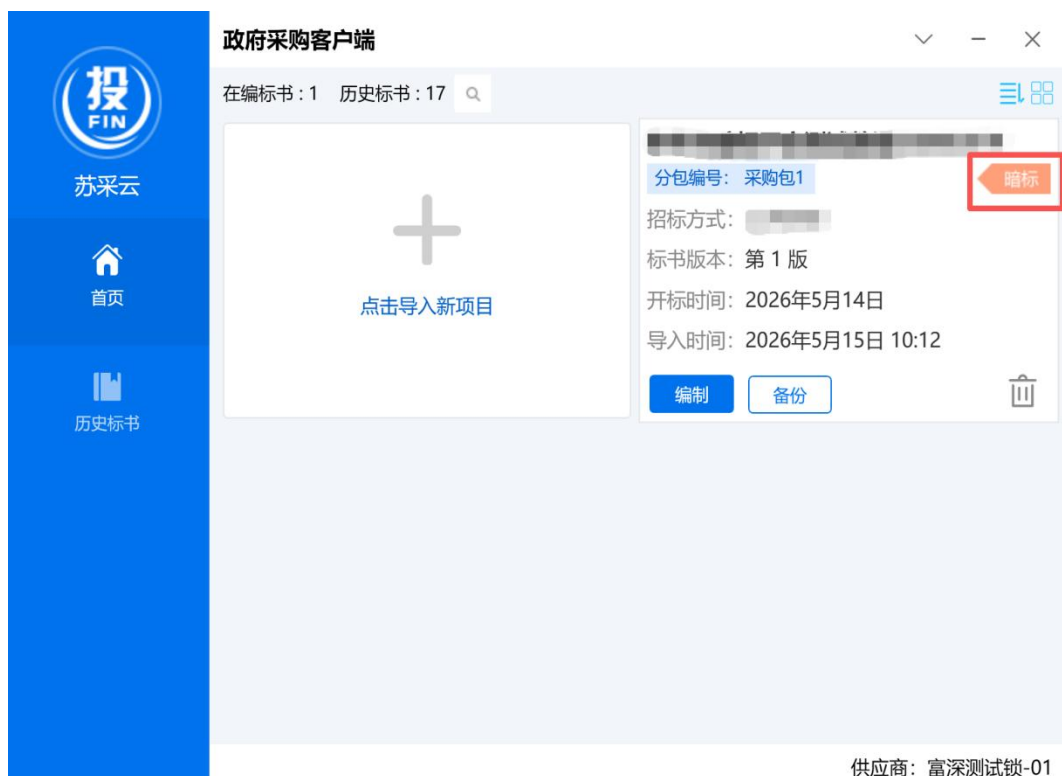 政府采购客户端
投
FIN
苏采云
首页
历史标书
在编标书：1 历史标书：17
点击导入新项目
分包编号： 采购包1
暗标
招标方式：
标书版本： 第 1 版
开标时间： 2026年5月14日
导入时间： 2026年5月15日 10:12
编制
备份
供应商： 富深测试锁-01